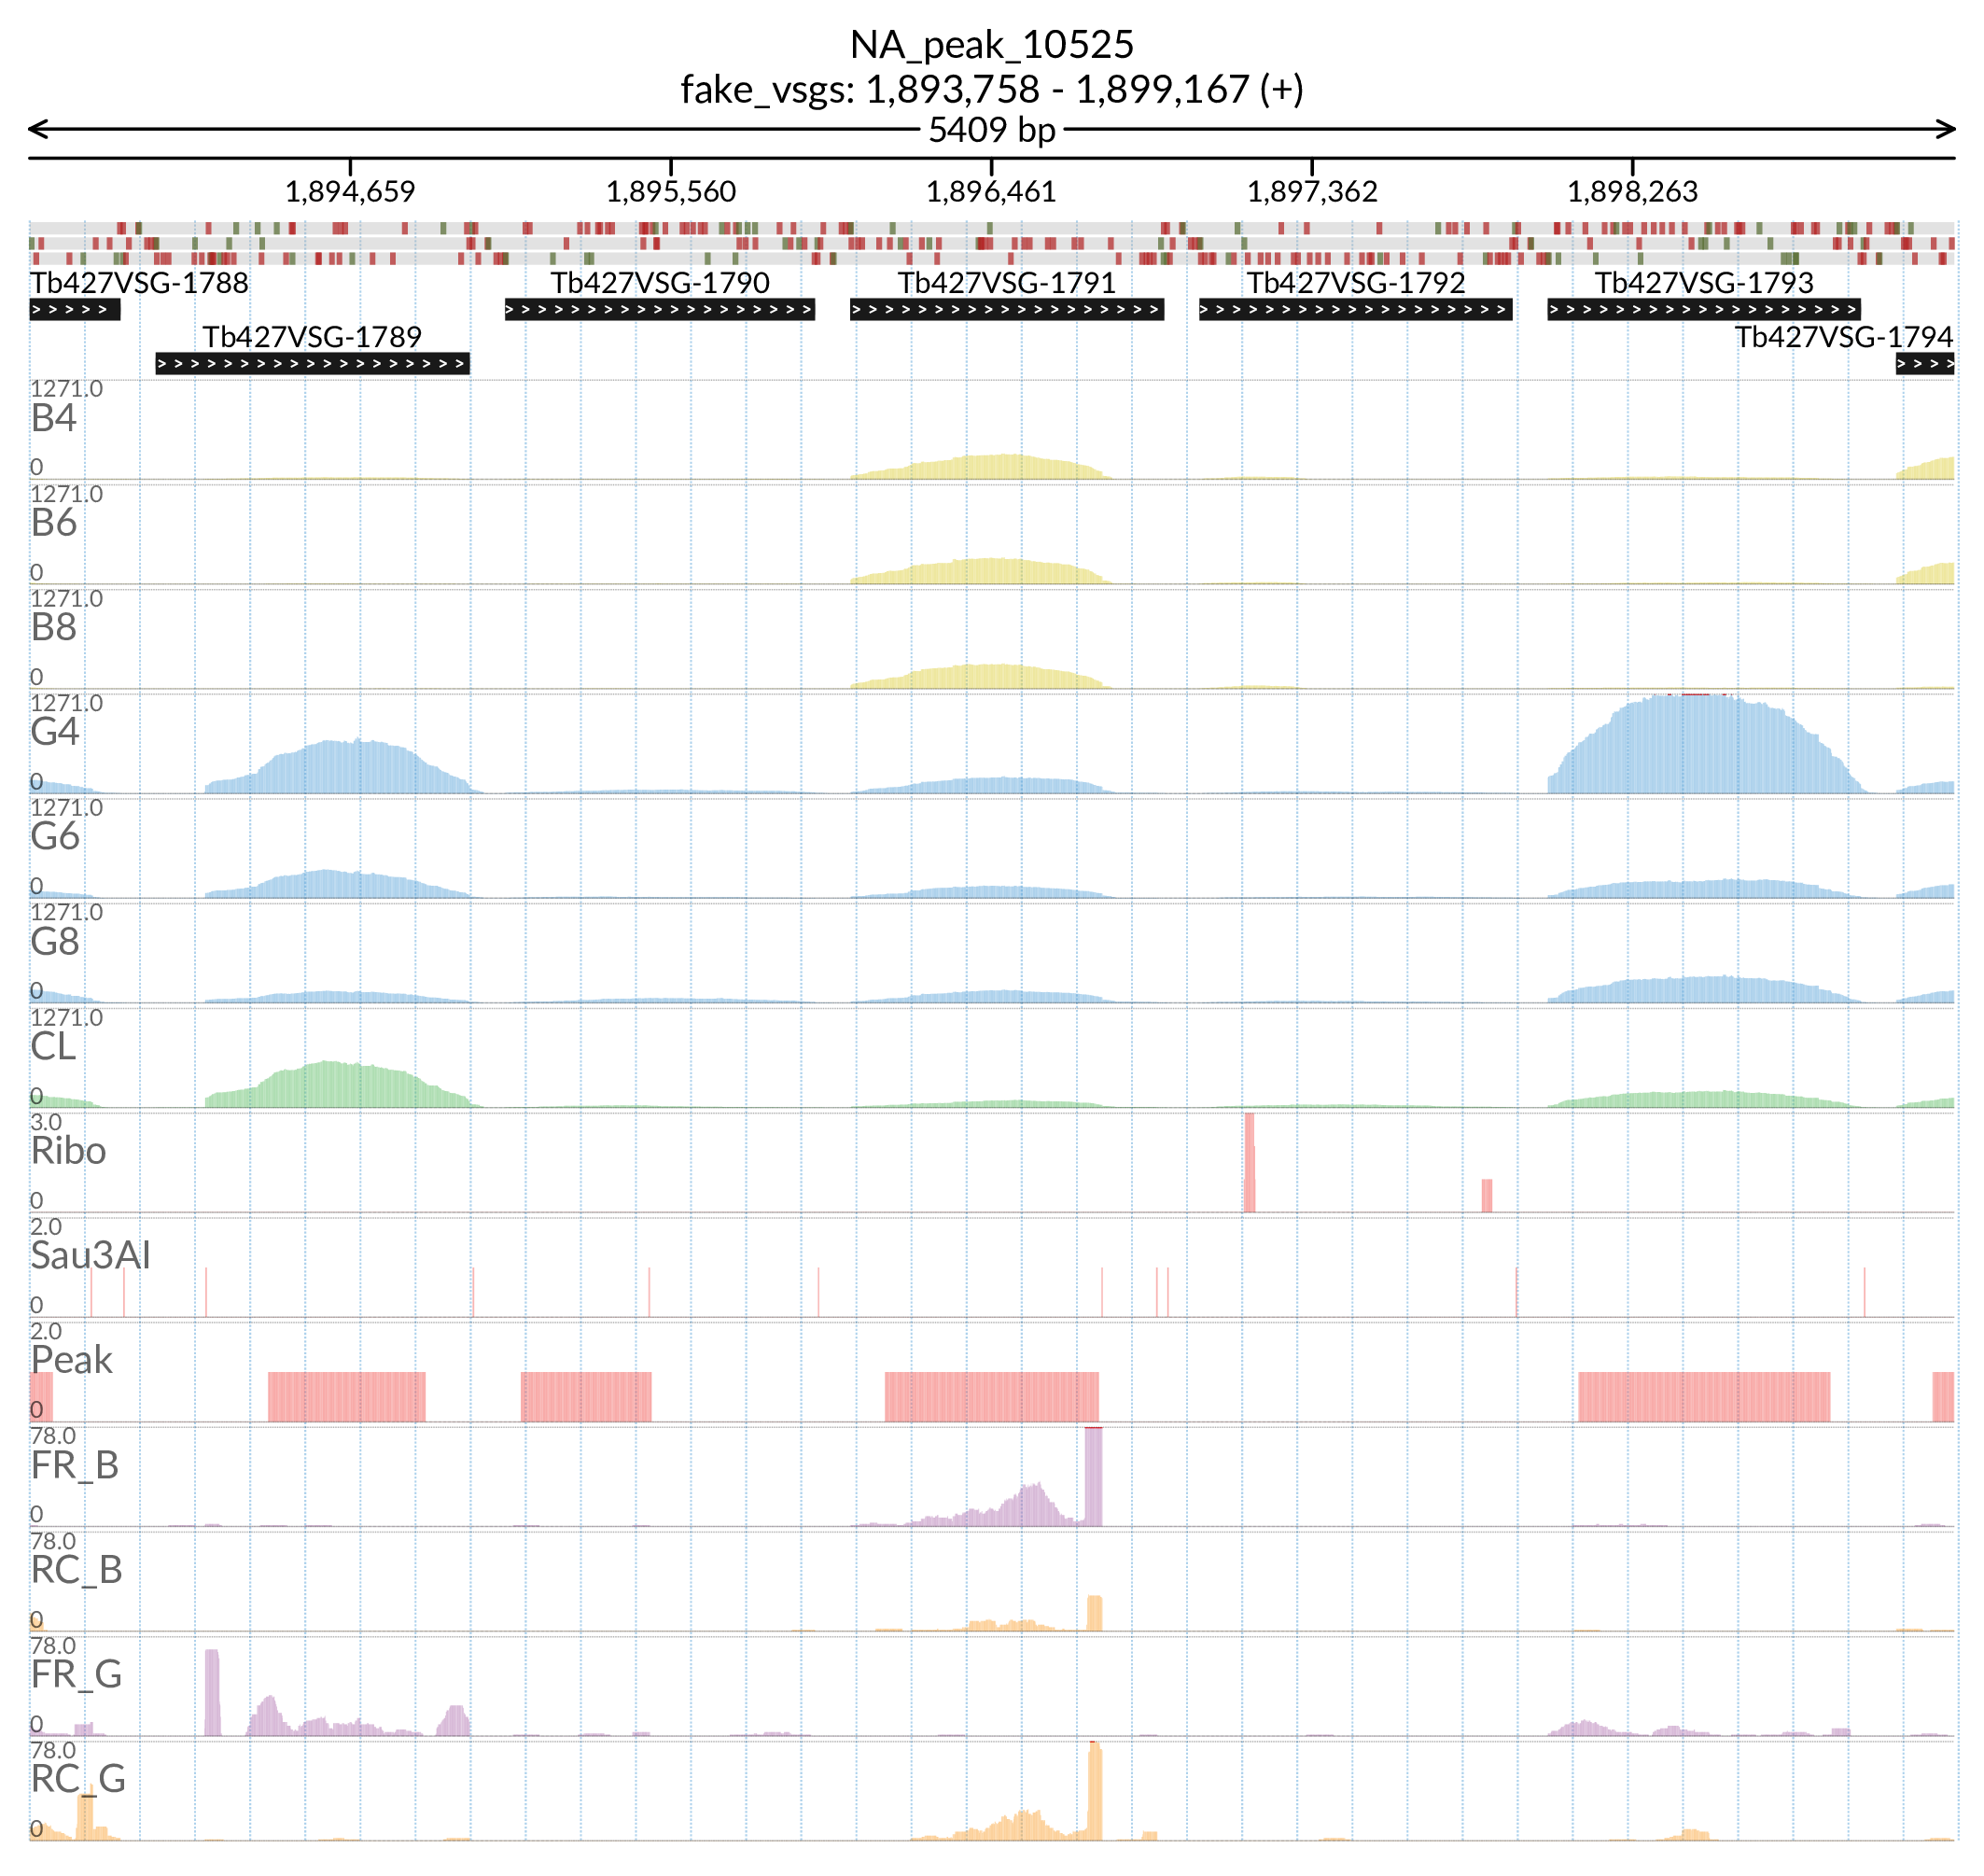 NA_peak_10525
fake_vsgs: 1,893,758 - 1,899,167 (+)
5409 bp
1,894,659 1,895,560 1,896,461 1,897,362 1,898,263
Tb427VSG-1788 Tb427VSG-1790 Tb427VSG-1791 Tb427VSG-1792 Tb427VSG-1793
Tb427VSG-1789 Tb427VSG-1794
1271.0
B4
0
1271.0
B6
0
1271.0
B8
0
1271.0
G4
0
1271.0
G6
0
1271.0
G8
0
1271.0
CL
0
3.0
Ribo
0
2.0
Sau3AI
0
2.0
Peak
0
78.0
FR_B
0
78.0
RC_B
0
78.0
FR_G
0
78.0
RC_G
0